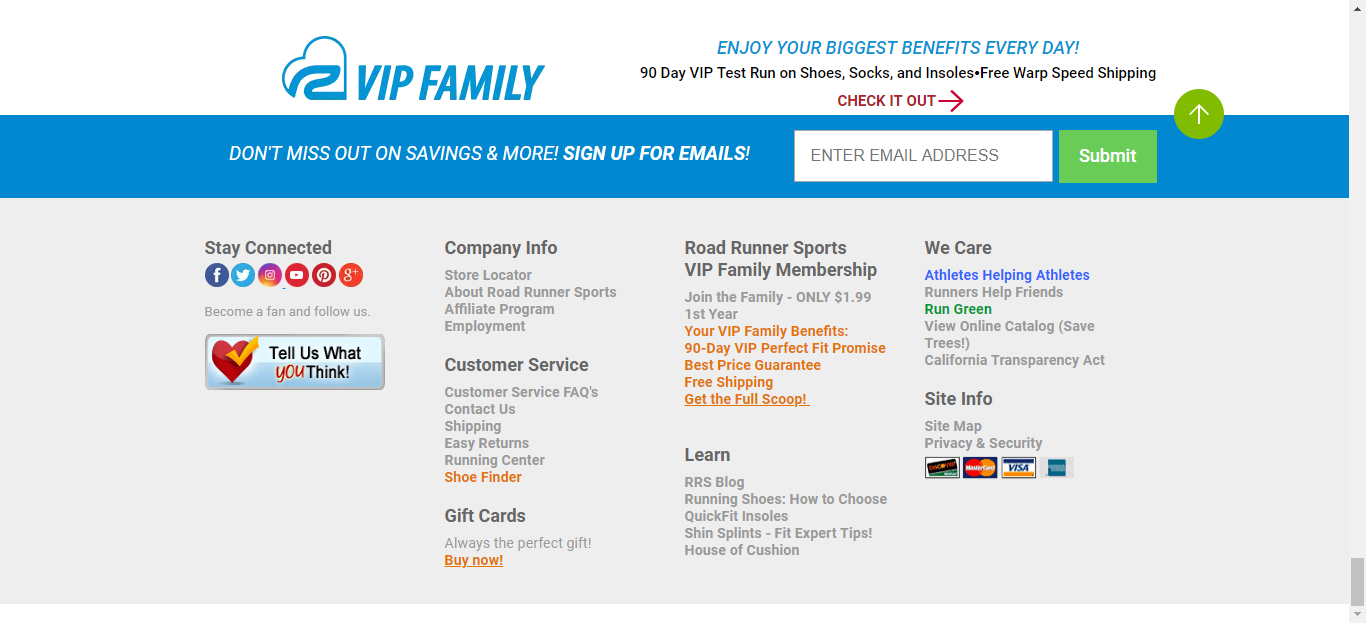 VIP FAMILY
ENJOY YOUR BIGGEST BENEFITS EVERY DAY!
90 Day VIP Test Run on Shoes, Socks, and Insoles•Free Warp Speed Shipping
CHECK IT OUT
DON'T MISS OUT ON SAVINGS & MORE! SIGN UP FOR EMAILS!
ENTER EMAIL ADDRESS
Submit
Stay Connected
Become a fan and follow us.
Tell Us What
YOU Think!
Company Info
Store Locator
About Road Runner Sports
Affiliate Program
Employment
Customer Service
Customer Service FAQ's
Contact Us
Shipping
Easy Returns
Running Center
Shoe Finder
Gift Cards
Always the perfect gift!
Buy now!
Road Runner Sports
VIP Family Membership
Join the Family - ONLY $1.99
1st Year
Your VIP Family Benefits:
90-Day VIP Perfect Fit Promise
Best Price Guarantee
Free Shipping
Get the Full Scoop!
Learn
RRS Blog
Running Shoes: How to Choose
QuickFit Insoles
Shin Splints - Fit Expert Tips!
House of Cushion
We Care
Athletes Helping Athletes
Runners Help Friends
Run Green
View Online Catalog (Save
Trees!)
California Transparency Act
Site Info
Site Map
Privacy & Security
DISCOVER MasterCard VISA